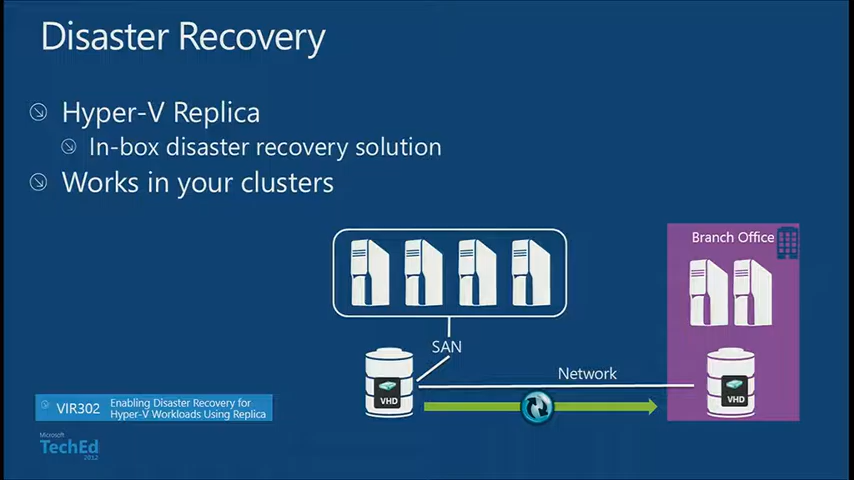 Disaster Recovery
Hyper-V Replica
In-box disaster recovery solution
Works in your clusters
Branch Office
SAN
Network
VHD
VHD
VIR302
Enabling Disaster Recovery for
Hyper-V Workloads Using Replica
Microsoft
TechEd
2012